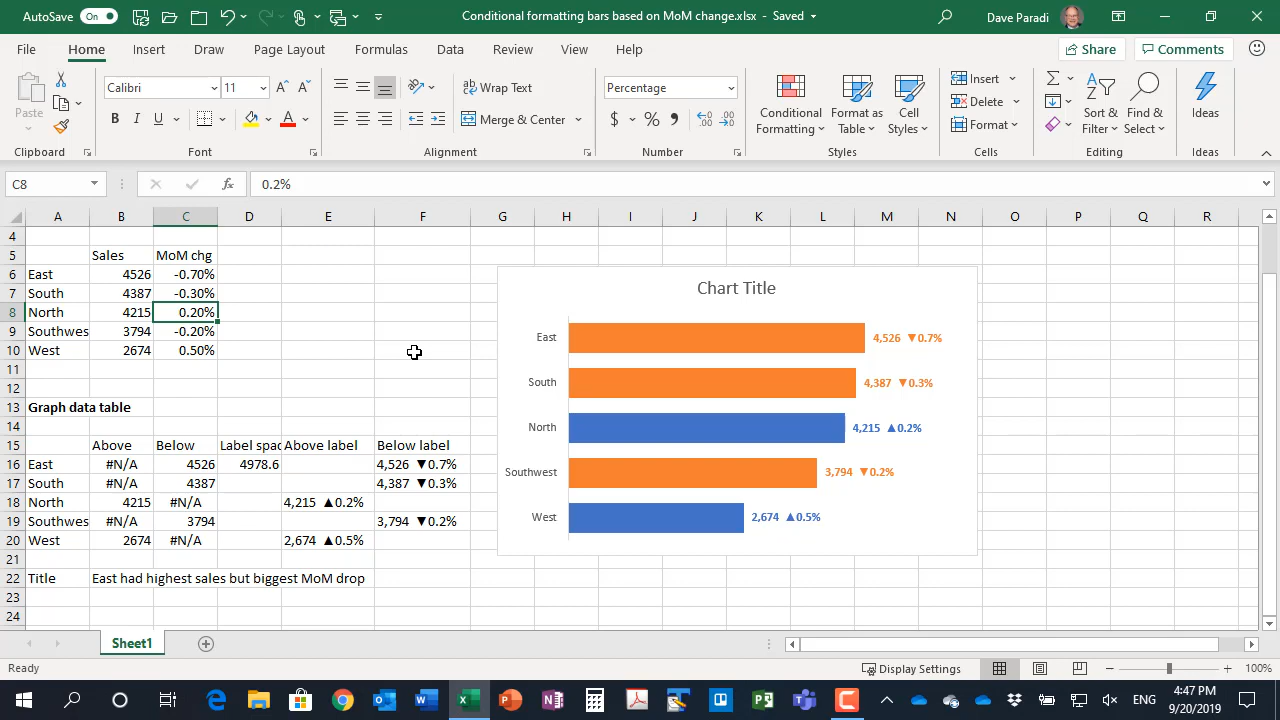 AutoSave On Conditional formatting bars based on MoM change.xlsx - Saved Dave Paradi
File Home Insert Draw Page Layout Formulas Data Review View Help Share Comments
Paste Calibri 11 Wrap Text Percentage Conditional Formatting Format as Table Cell Styles Insert Sort & Filter Find & Select Ideas
B I U Merge & Center $ % Delete
Format
Clipboard Font Alignment Number Styles Cells Editing Ideas
C8 0.2%
A B C D E F G H I J K L M N O P Q R
4
5 Sales MoM chg
6 East 4526 -0.70%
7 South 4387 -0.30%
8 North 4215 0.20%
9 Southwes 3794 -0.20%
10 West 2674 0.50%
11
12
13 Graph data table
14
15 Above Below Label spac Above label Below label
16 East #N/A 4526 4978.6 4,526 ▼0.7%
17 South #N/A 4387 4,387 ▼0.3%
18 North 4215 #N/A 4,215 ▲0.2%
19 Southwes #N/A 3794 3,794 ▼0.2%
20 West 2674 #N/A 2,674 ▲0.5%
21
22 Title East had highest sales but biggest MoM drop
23
24
Chart Title
East 4,526 ▼0.7%
South 4,387 ▼0.3%
North 4,215 ▲0.2%
Southwest 3,794 ▼0.2%
West 2,674 ▲0.5%
Sheet1
Ready Display Settings 100%
ENG 4:47 PM
9/20/2019